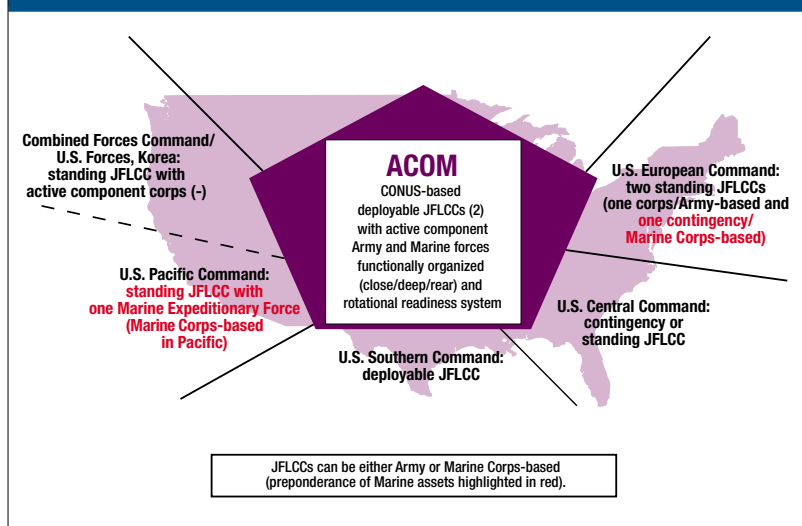 Combined Forces Command/
U.S. Forces, Korea:
standing JFLCC with
active component corps (-)
ACOM
CONUS-based
deployable JFLCCs (2)
with active component
Army and Marine forces
functionally organized
(close/deep/rear) and
rotational readiness system
U.S. European Command:
two standing JFLCCs
(one corps/Army-based and
one contingency/
Marine Corps-based)
U.S. Pacific Command:
standing JFLCC with
one Marine Expeditionary Force
(Marine Corps-based
in Pacific)
U.S. Central Command:
contingency or
standing JFLCC
U.S. Southern Command:
deployable JFLCC
JFLCCs can be either Army or Marine Corps-based
(preponderance of Marine assets highlighted in red).